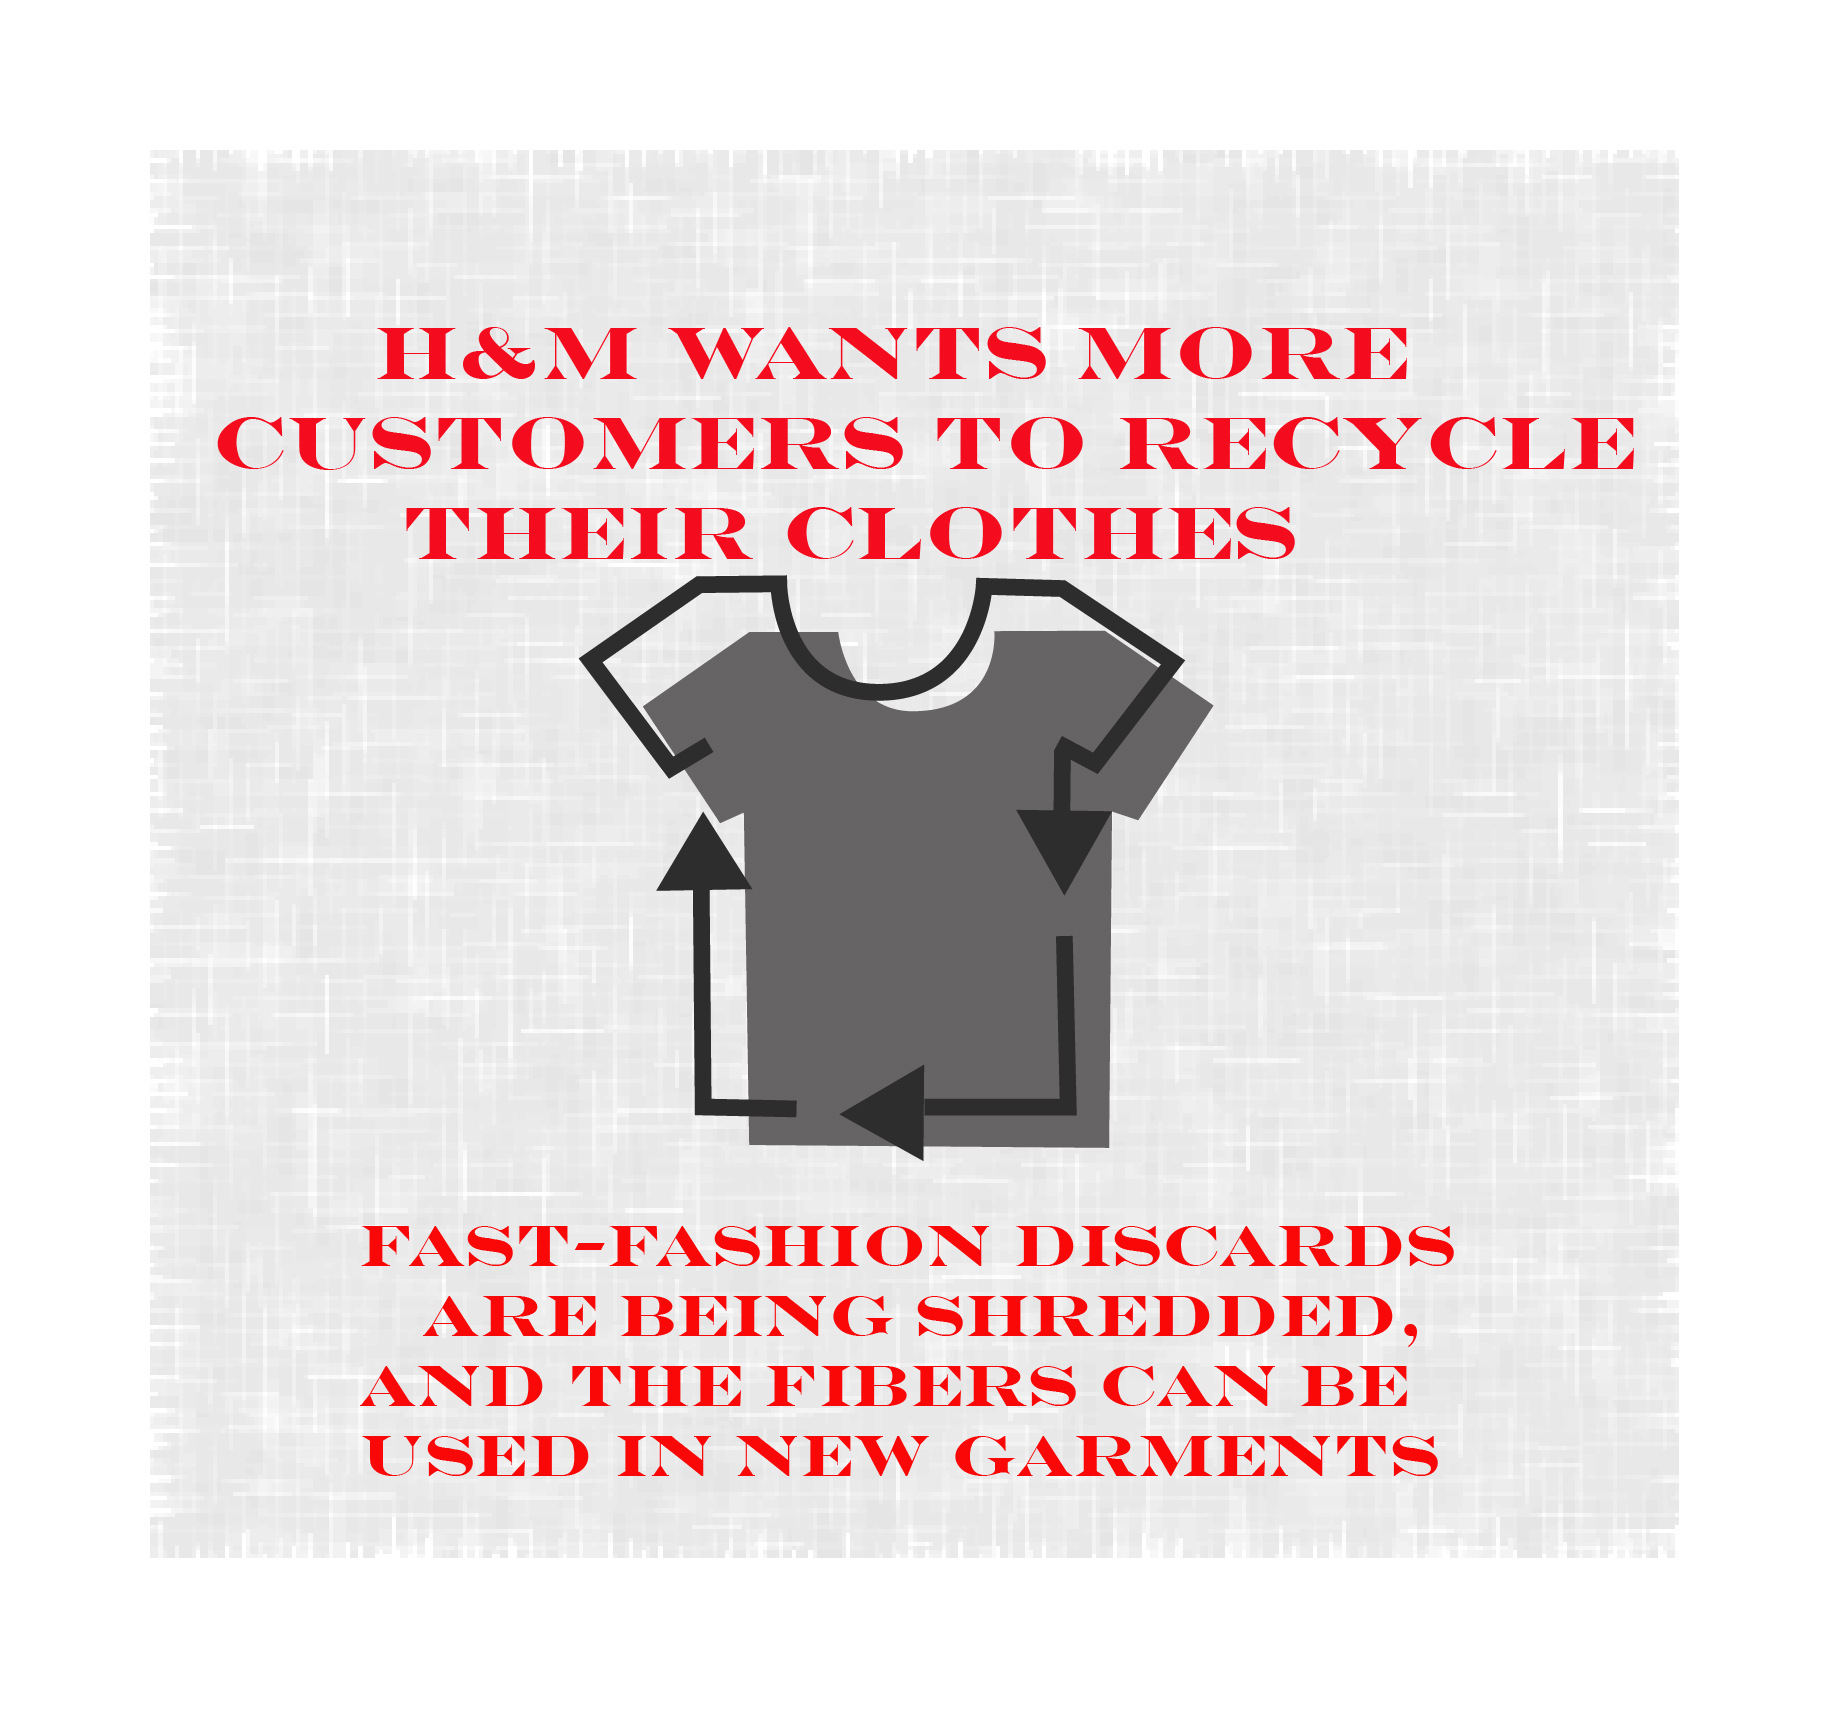 H&M WANTS MORE
CUSTOMERS TO RECYCLE
THEIR CLOTHES
FAST-FASHION DISCARDS
ARE BEING SHREDDED,
AND THE FIBERS CAN BE
USED IN NEW GARMENTS